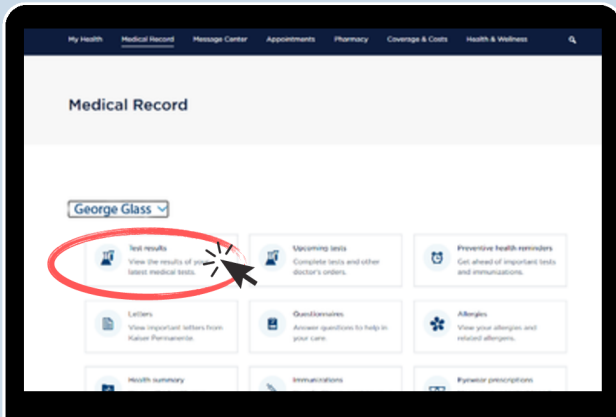 My Health Medical Record Message Center Appointments Pharmacy Coverage & Costs Health & Wellness
Medical Record
George Glass
Test results
View the results of your
latest medical tests.
Upcoming tests
Complete tests and other
doctor's orders.
Preventive health reminders
Get ahead of important tests
and immunizations.
Letters
View important letters from
Kaiser Permanente
Questionnaires
Answer questions to help in
your care
Allergies
View your allergies and
related allergens.
Health summary
Immunizations
Eyewear prescriptions